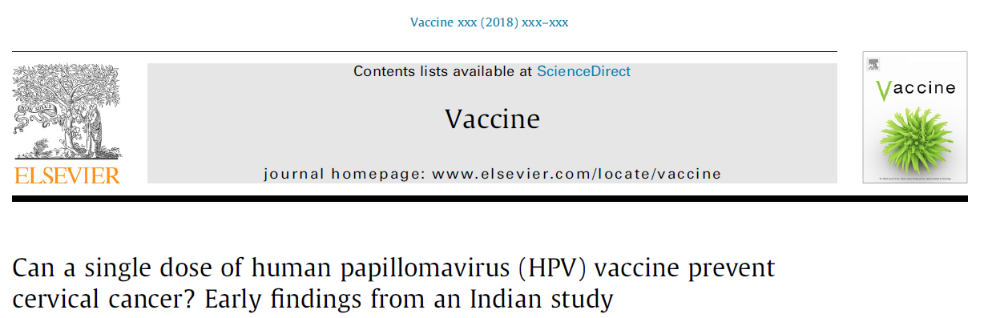 Vaccine xxx (2018) xxx–xxx
Contents lists available at ScienceDirect
Vaccine
journal homepage: www.elsevier.com/locate/vaccine
ELSEVIER
Vaccine
Can a single dose of human papillomavirus (HPV) vaccine prevent
cervical cancer? Early findings from an Indian study